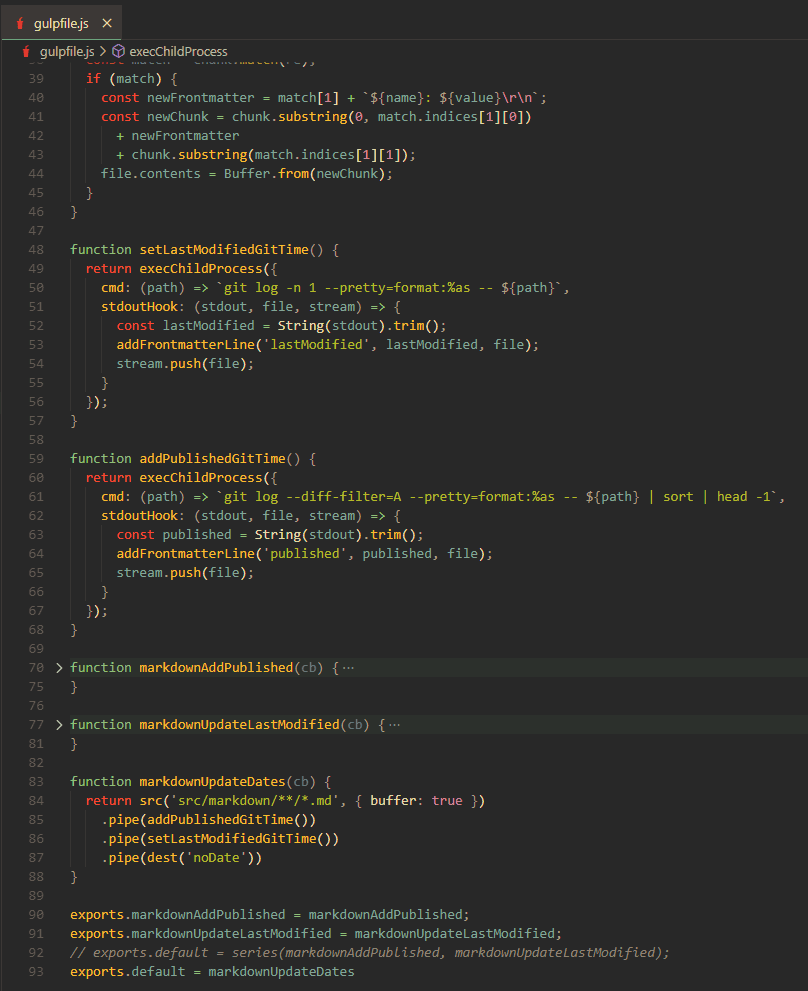 gulpfile.js ×
gulpfile.js > execChildProcess
39 if (match) {
40 const newFrontmatter = match[1] + `${name}: ${value}\r\n`;
41 const newChunk = chunk.substring(0, match.indices[1][0])
42 + newFrontmatter
43 + chunk.substring(match.indices[1][1]);
44 file.contents = Buffer.from(newChunk);
45 }
46 }
47
48 function setLastModifiedGitTime() {
49 return execChildProcess({
50 cmd: (path) => `git log -n 1 --pretty=format:%as -- ${path}`,
51 stdoutHook: (stdout, file, stream) => {
52 const lastModified = String(stdout).trim();
53 addFrontmatterLine('lastModified', lastModified, file);
54 stream.push(file);
55 }
56 });
57 }
58
59 function addPublishedGitTime() {
60 return execChildProcess({
61 cmd: (path) => `git log --diff-filter=A --pretty=format:%as -- ${path} | sort | head -1`,
62 stdoutHook: (stdout, file, stream) => {
63 const published = String(stdout).trim();
64 addFrontmatterLine('published', published, file);
65 stream.push(file);
66 }
67 });
68 }
69
70 > function markdownAddPublished(cb) { ···
75 }
76
77 > function markdownUpdateLastModified(cb) { ···
81 }
82
83 function markdownUpdateDates(cb) {
84 return src('src/markdown/**/*.md', { buffer: true })
85 .pipe(addPublishedGitTime())
86 .pipe(setLastModifiedGitTime())
87 .pipe(dest('noDate'))
88 }
89
90 exports.markdownAddPublished = markdownAddPublished;
91 exports.markdownUpdateLastModified = markdownUpdateLastModified;
92 // exports.default = series(markdownAddPublished, markdownUpdateLastModified);
93 exports.default = markdownUpdateDates